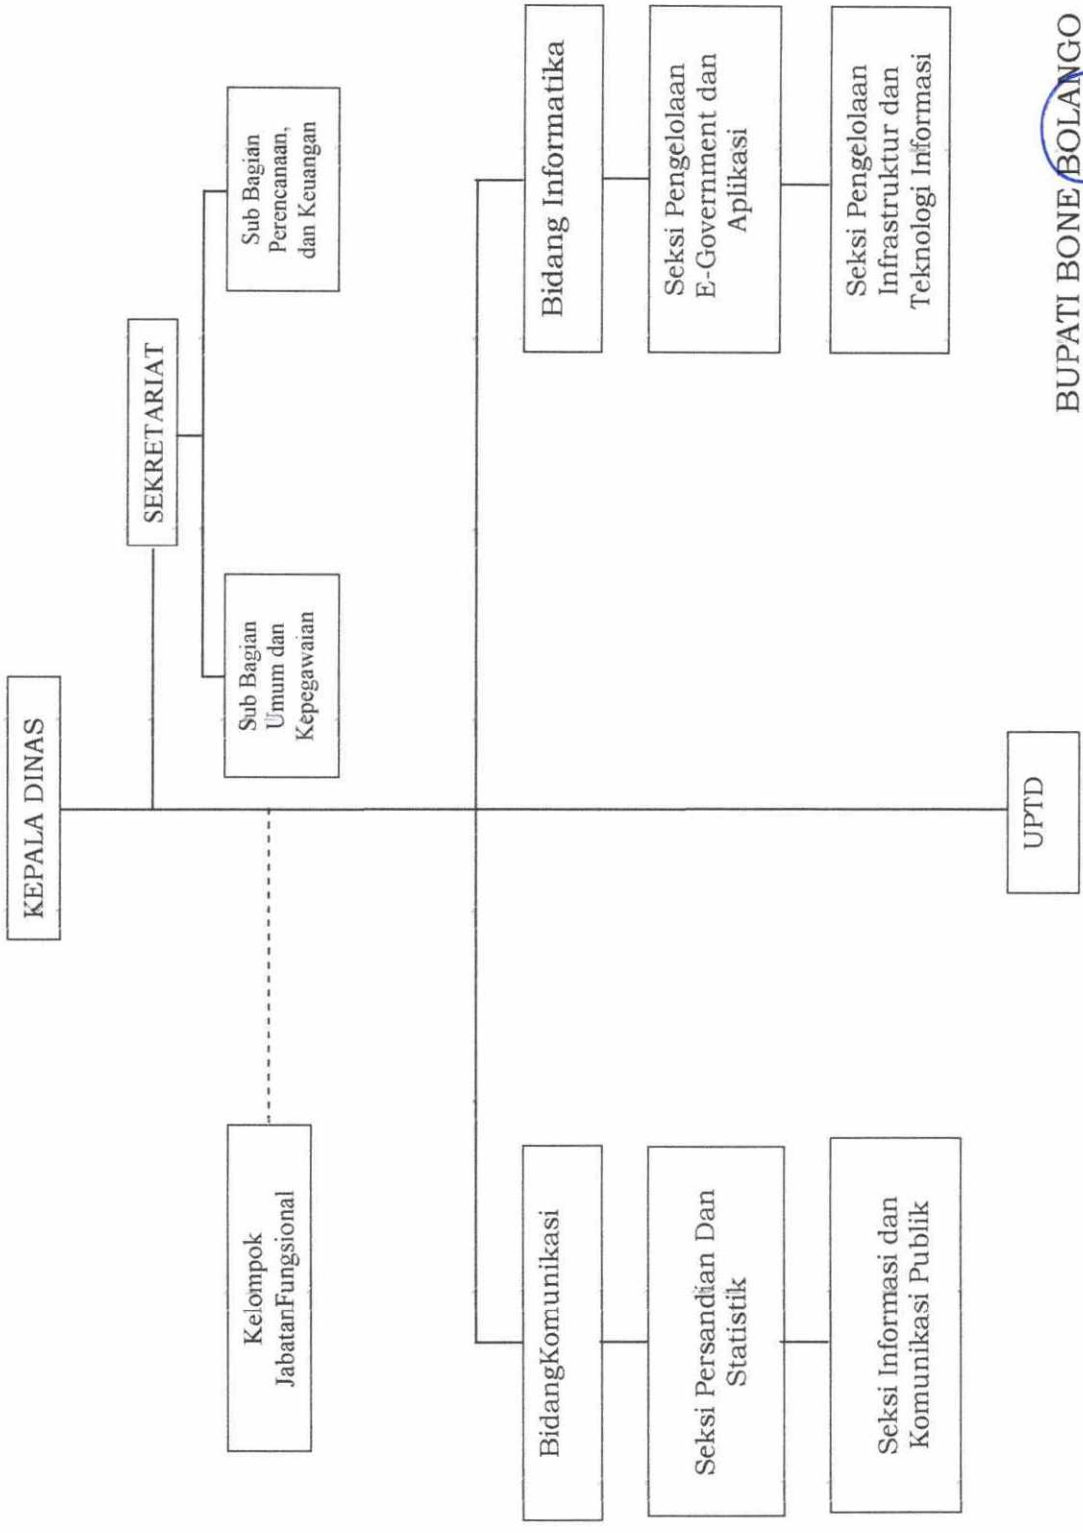 KEPALA DINAS
SEKRETARIAT
Kelompok
JabatanFungsional
Sub Bagian
Umum dan
Kepegawaian
Sub Bagian
Perencanaan,
dan Keuangan
BidangKomunikasi
Bidang Informatika
Seksi Persandian Dan
Statistik
Seksi Pengelolaan
E-Government dan
Aplikasi
Seksi Informasi dan
Komunikasi Publik
Seksi Pengelolaan
Infrastruktur dan
Teknologi Informasi
UPTD
BUPATI BONE BOLANGO